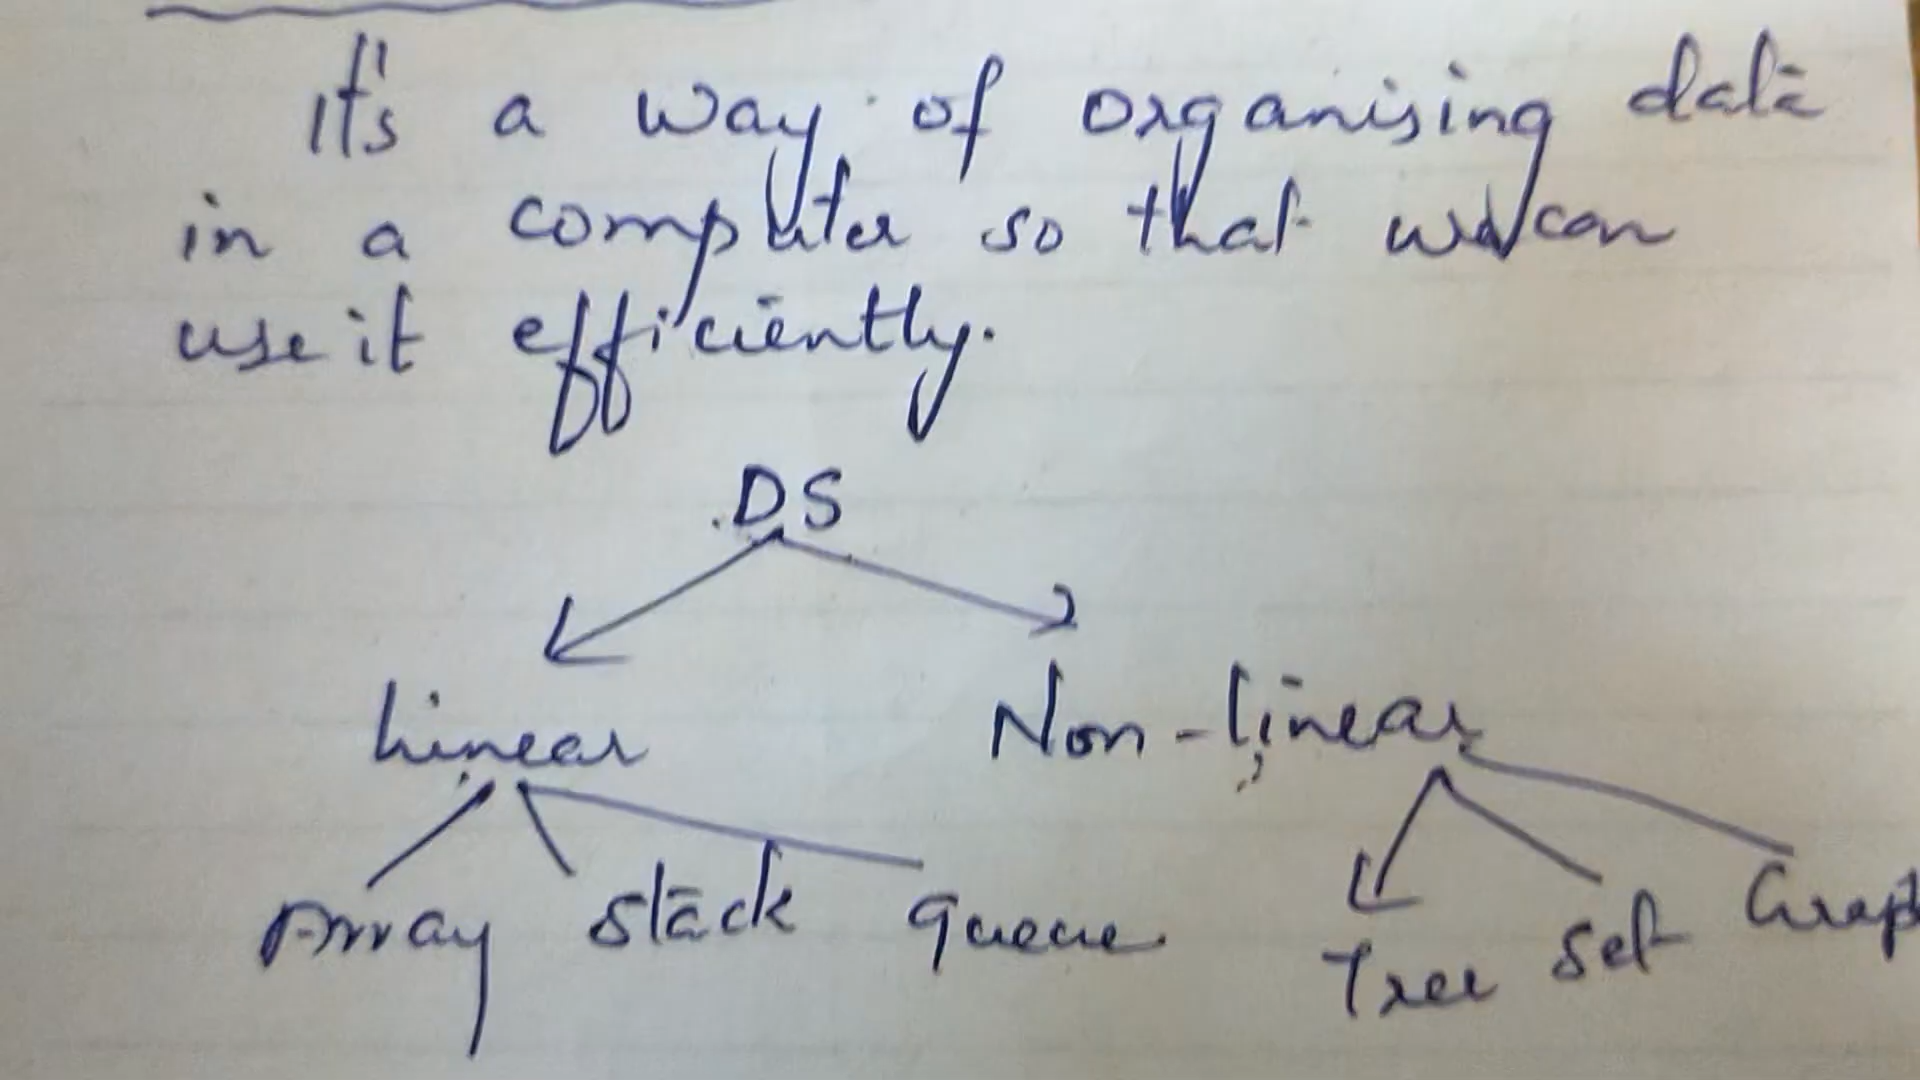 It's a way of organising data
in a computer so that we can
use it efficiently.
DS
Linear Non-linear
Array Stack queue
Tree Set Graph